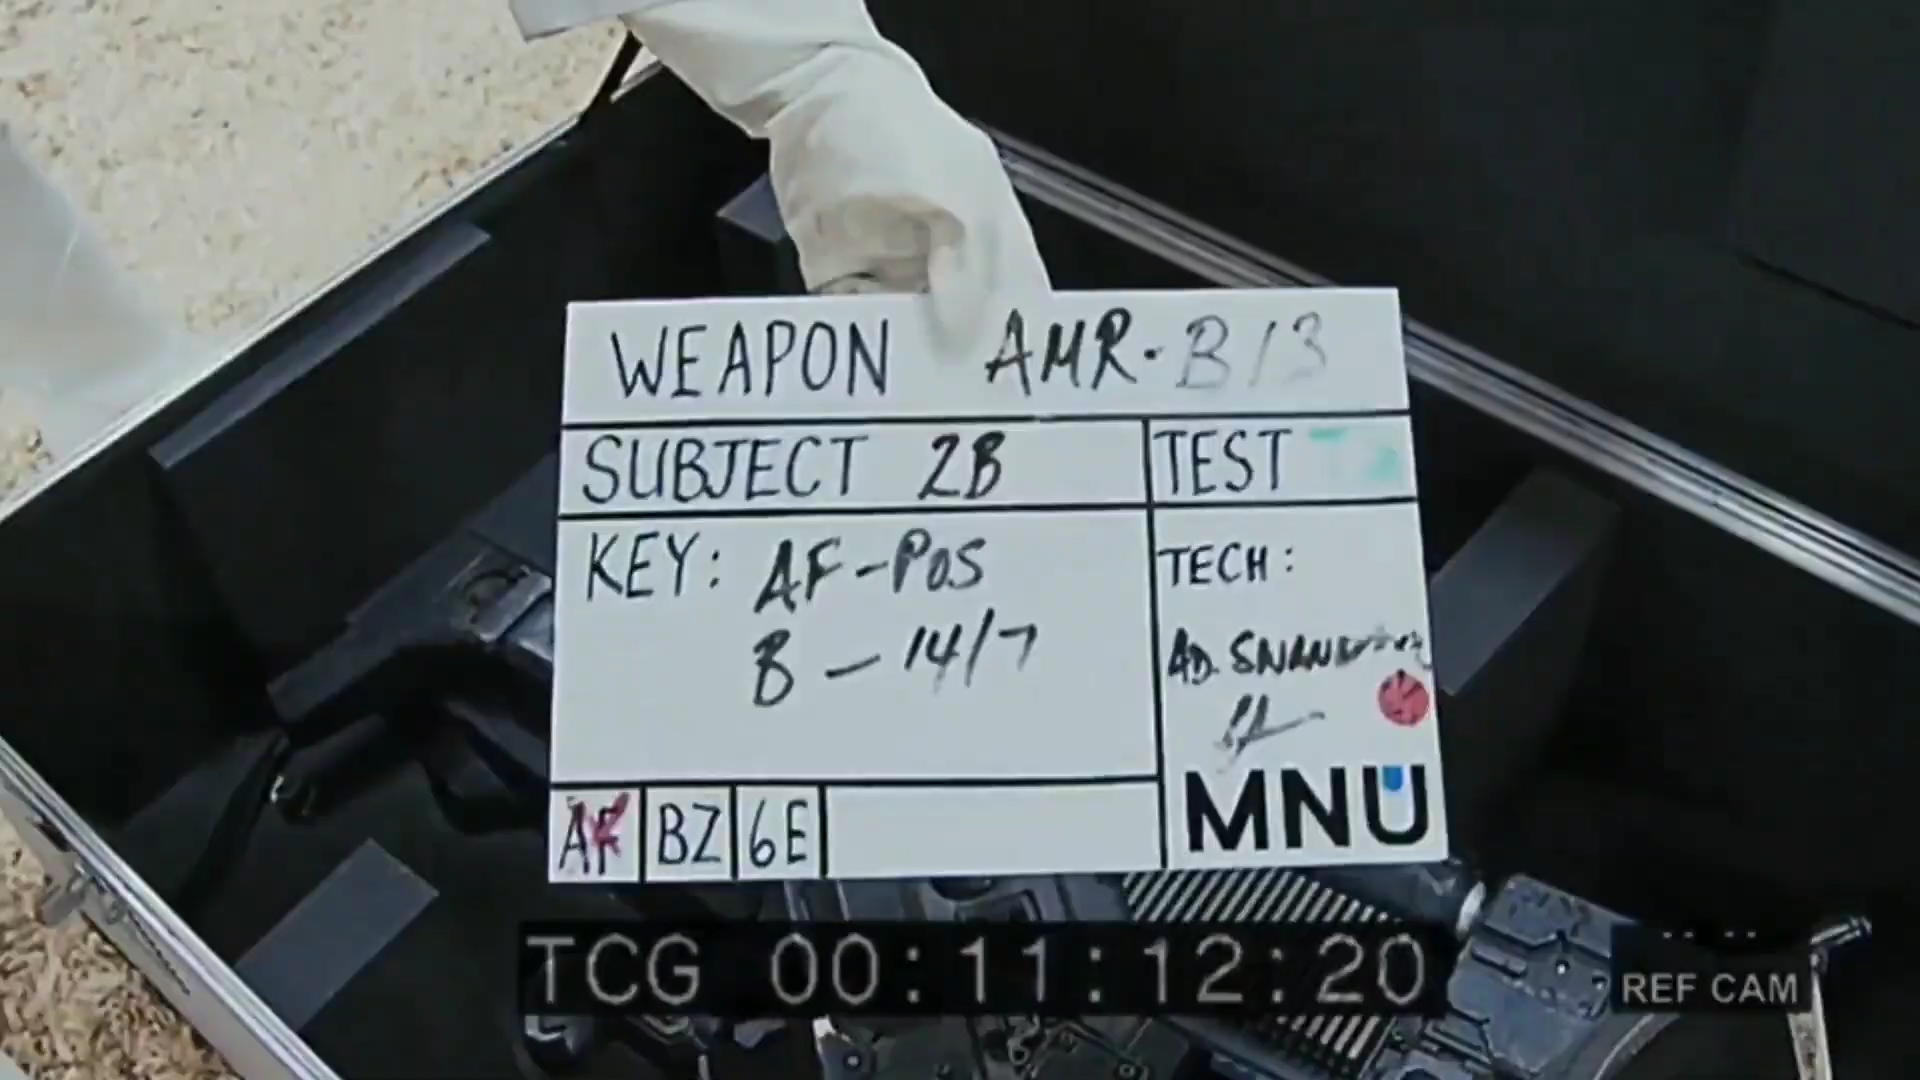 WEAPON AMR-B13
SUBJECT 2B
TEST
KEY: AF-POS
B-14/7
TECH:
AD.
MNU
AF BZ 6E
TCG 00:11:12:20
REF CAM